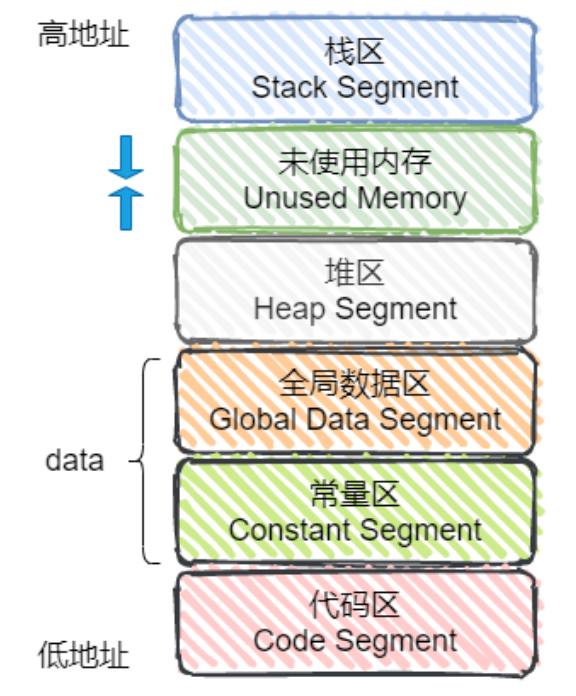 高地址
栈区
Stack Segment
未使用内存
Unused Memory
堆区
Heap Segment
全局数据区
Global Data Segment
data
常量区
Constant Segment
代码区
Code Segment
低地址